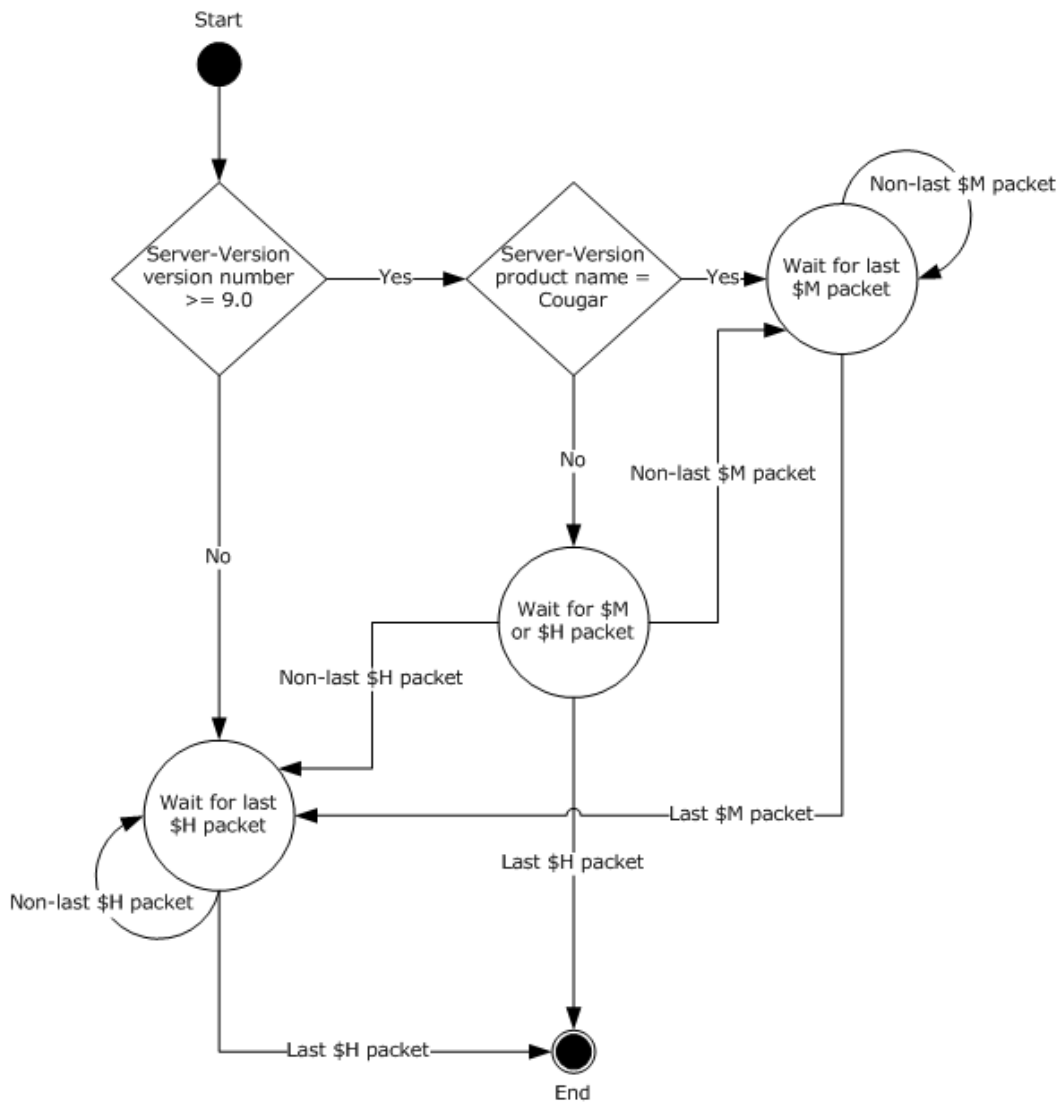 Start
Non-last $M packet
Server-Version
version number
>= 9.0
Yes
Server-Version
product name =
Cougar
Yes
Wait for last
$M packet
No
Non-last $M packet
No
Wait for $M
or $H packet
Non-last $H packet
Wait for last
$H packet
Last $M packet
Last $H packet
Non-last $H packet
Last $H packet
End